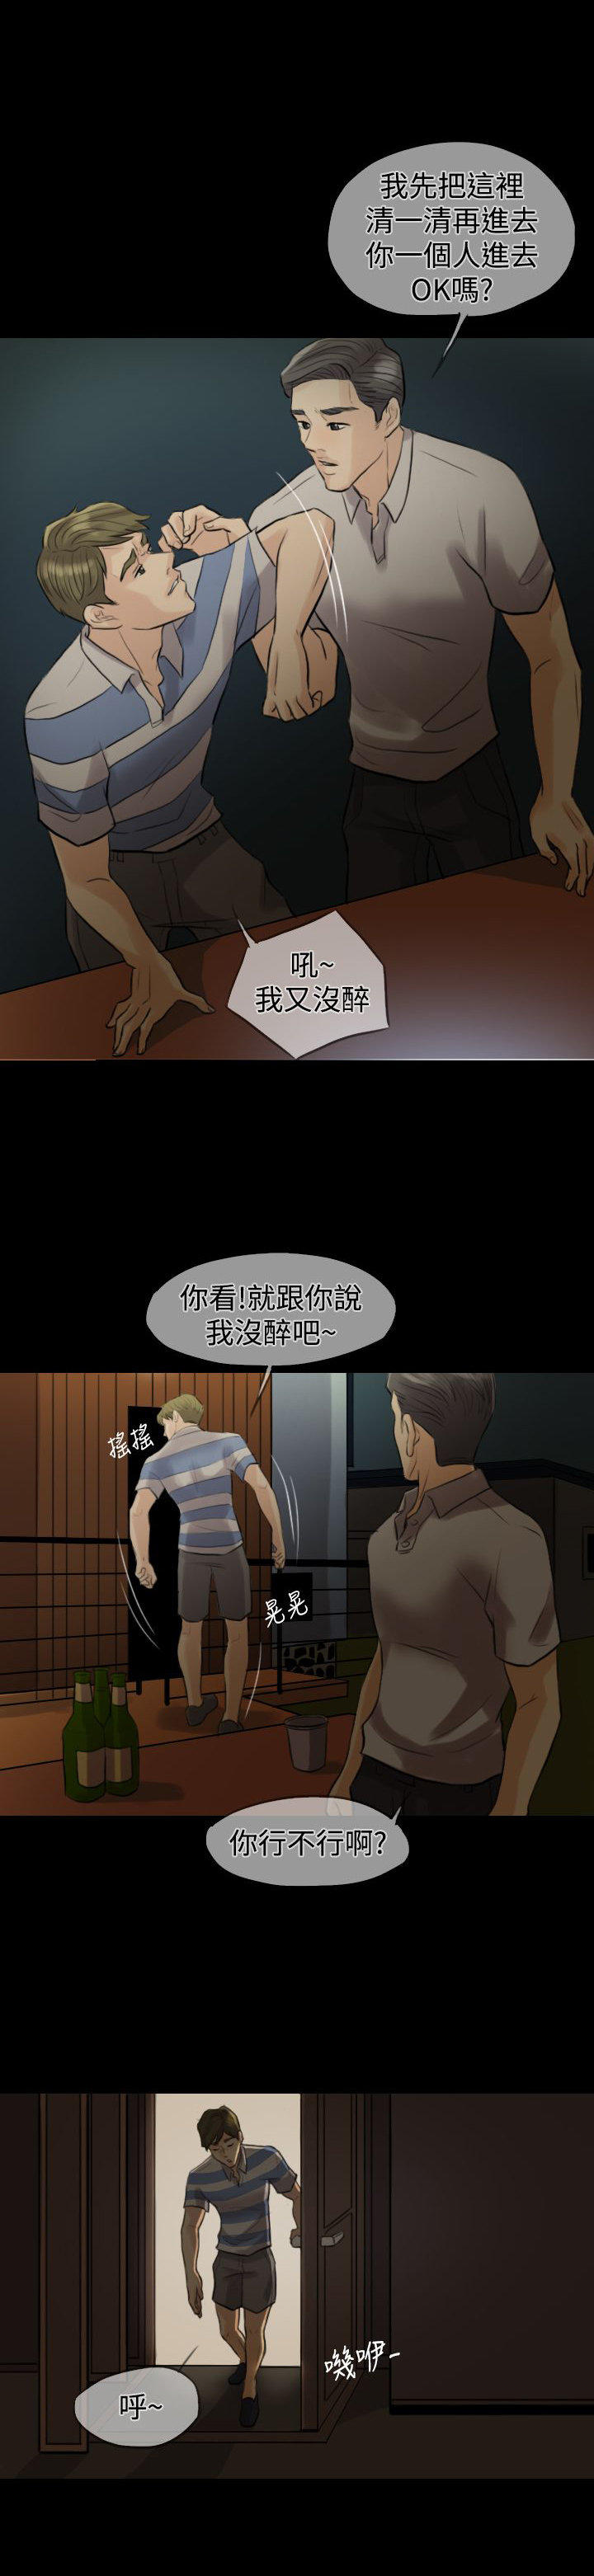 我先把這裡
清一清再進去
你一個人進去
OK嗎?
吼~
我又沒醉
你看!就跟你說
我沒醉吧~
搖搖
晃晃
你行不行啊?
嘰咿-
呼~